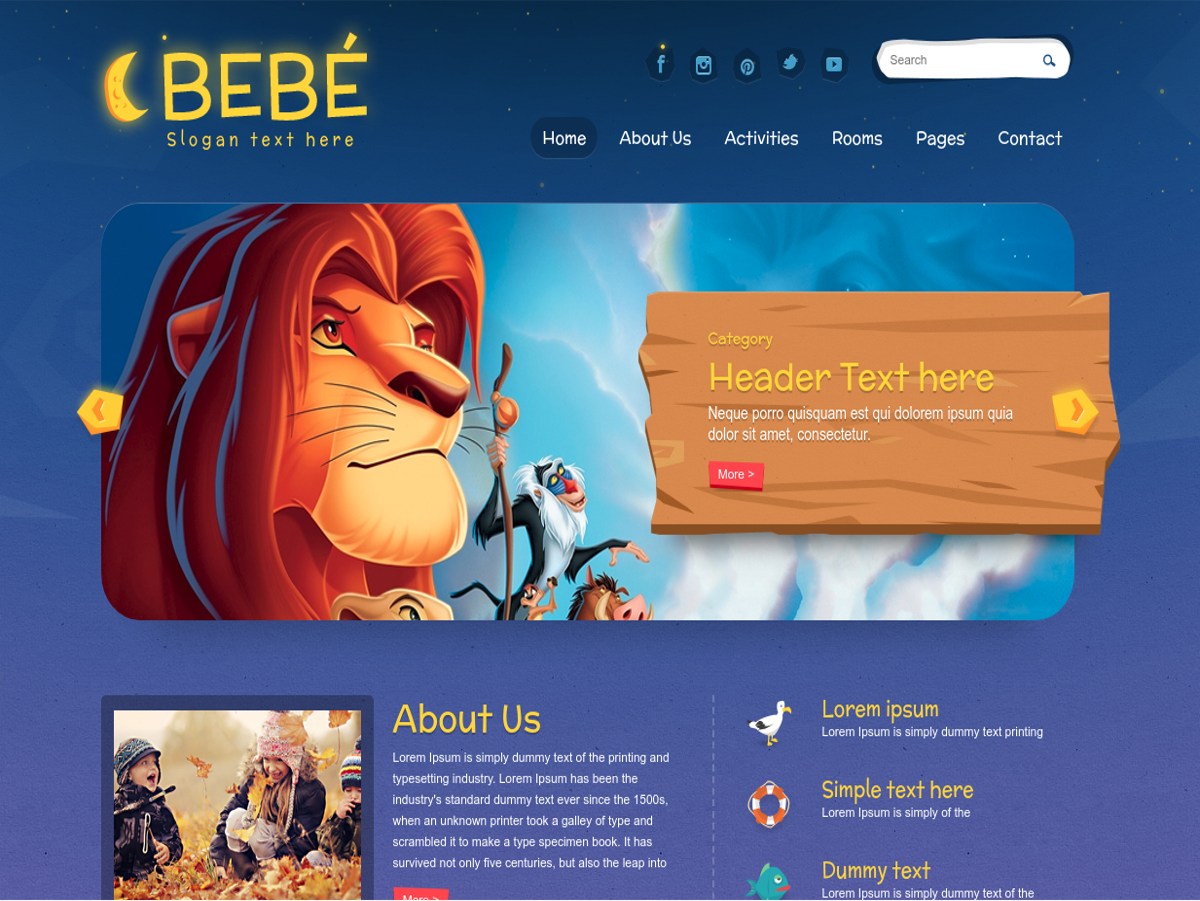 BEBÉ
Slogan text here
Search
Home About Us Activities Rooms Pages Contact
Category
Header Text here
Neque porro quisquam est qui dolorem ipsum quia
dolor sit amet, consectetur.
More >
About Us
Lorem Ipsum is simply dummy text of the printing and
typesetting industry. Lorem Ipsum has been the
industry's standard dummy text ever since the 1500s,
when an unknown printer took a galley of type and
scrambled it to make a type specimen book. It has
survived not only five centuries, but also the leap into
More >
Lorem ipsum
Lorem Ipsum is simply dummy text printing
Simple text here
Lorem Ipsum is simply of the
Dummy text
Lorem Ipsum is simply dummy text of the